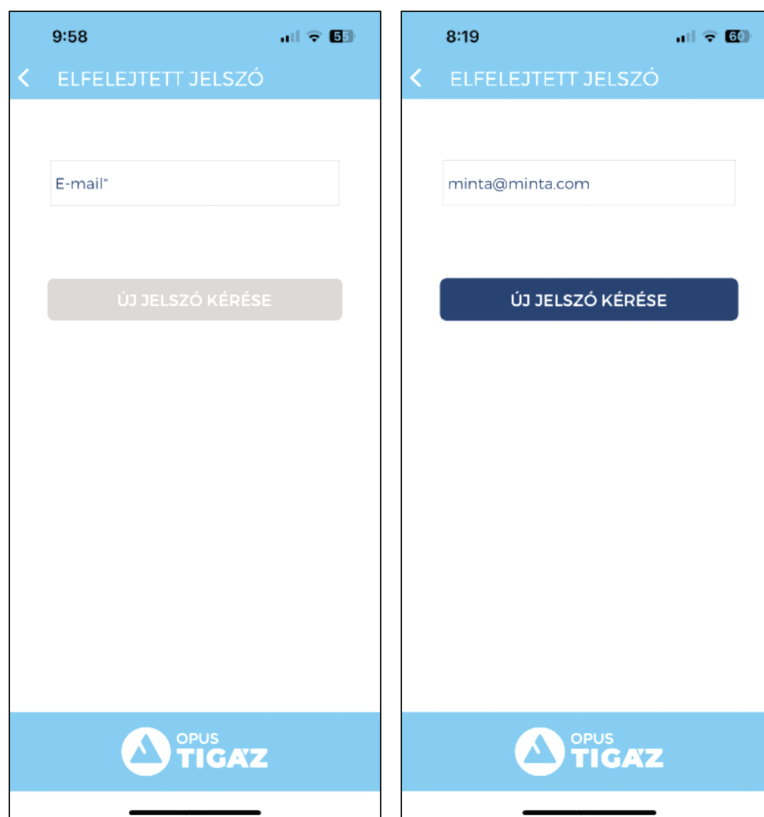 9:58
55
ELFELEJTETT JELSZÓ
E-mail*
ÚJ JELSZÓ KÉRÉSE
OPUS
TIGÁZ
8:19
60
ELFELEJTETT JELSZÓ
minta@minta.com
ÚJ JELSZÓ KÉRÉSE
OPUS
TIGÁZ